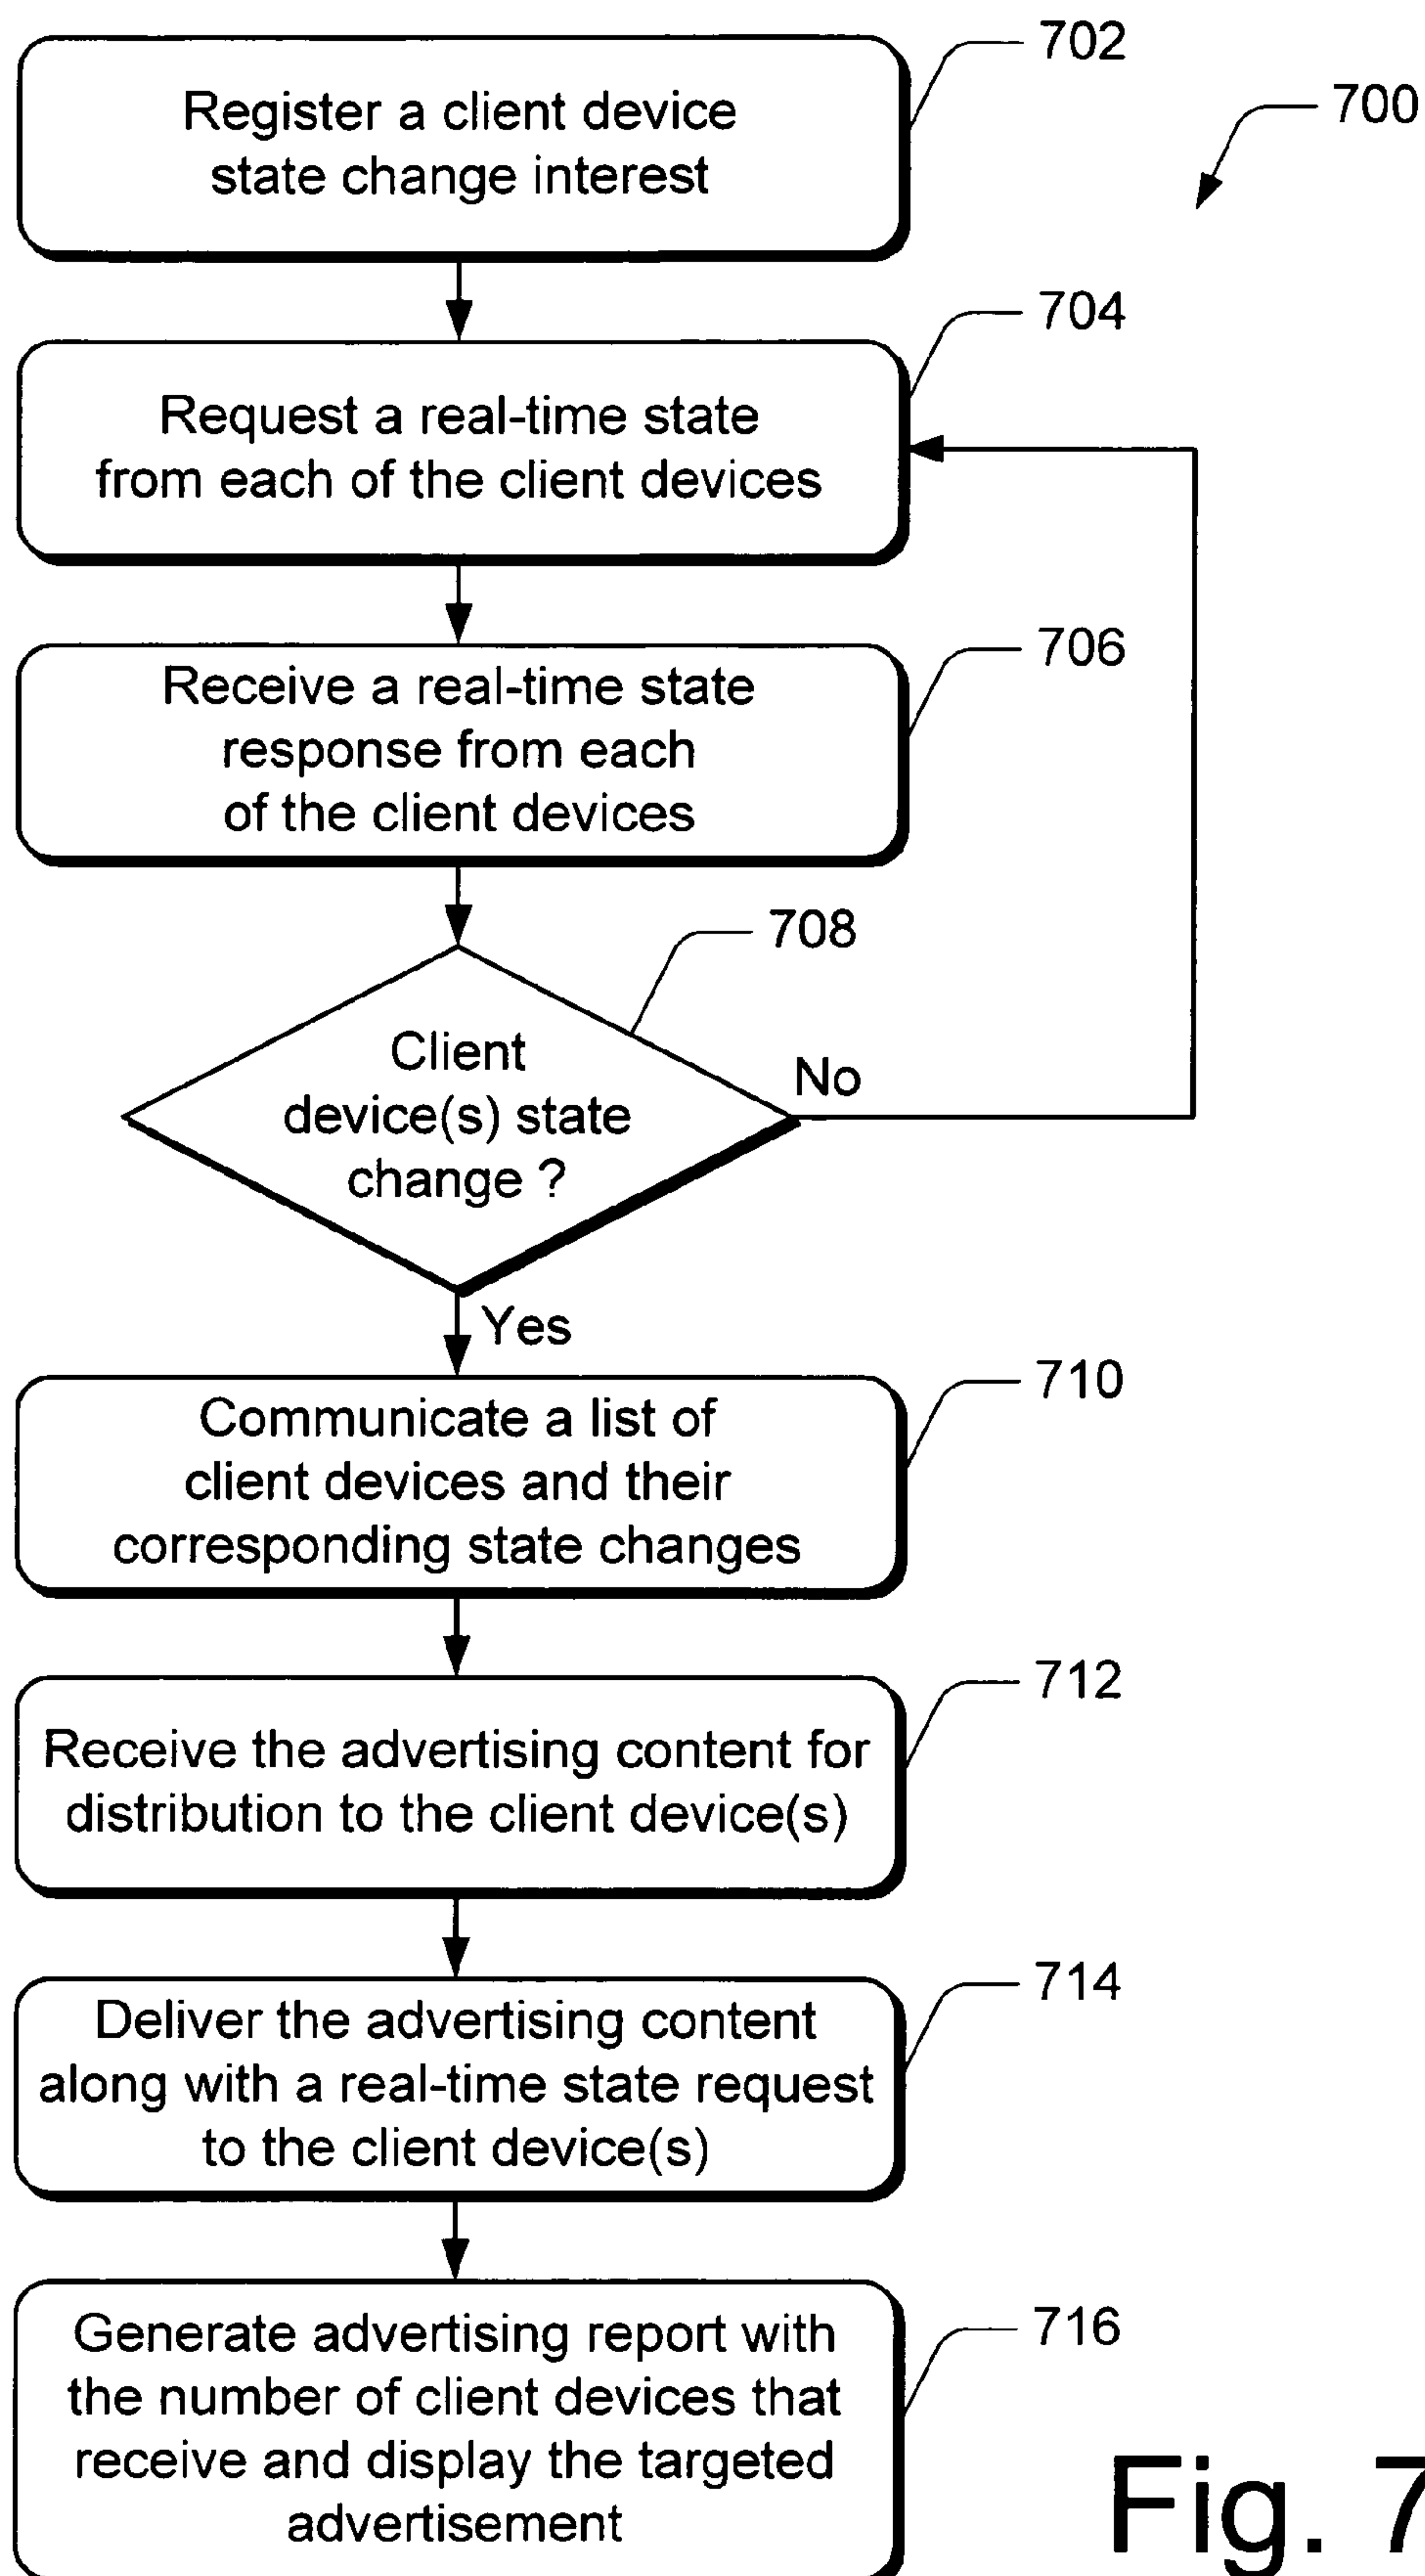 702
700
Register a client device
state change interest
704
Request a real-time state
from each of the client devices
706
Receive a real-time state
response from each
of the client devices
708
Client
device(s) state
change ?
No
Yes
710
Communicate a list of
client devices and their
corresponding state changes
712
Receive the advertising content for
distribution to the client device(s)
714
Deliver the advertising content
along with a real-time state request
to the client device(s)
716
Generate advertising report with
the number of client devices that
receive and display the targeted
advertisement
Fig. 7